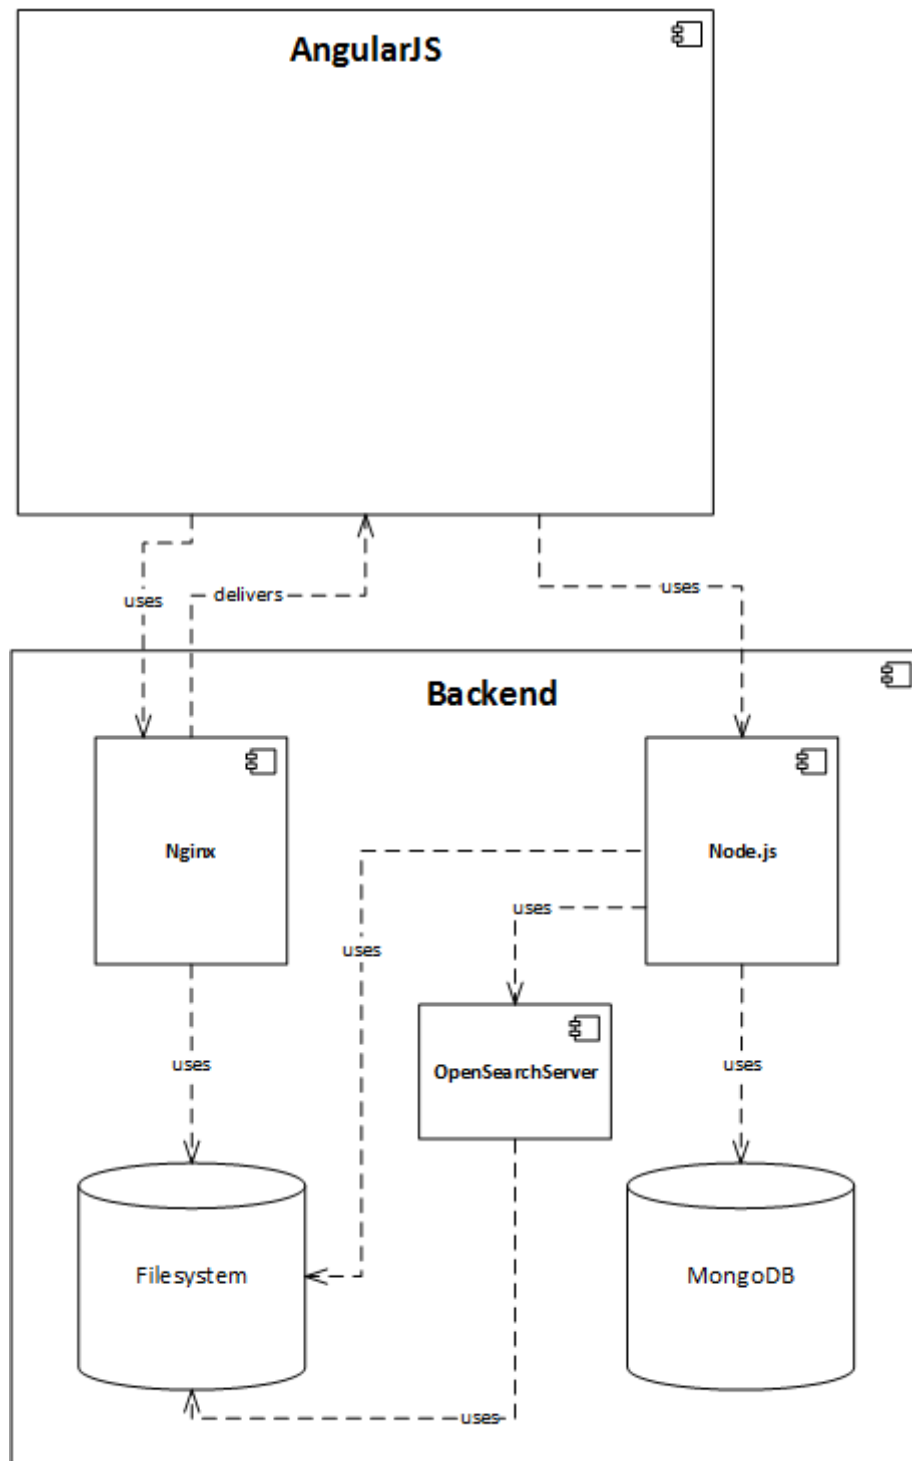 AngularJS
uses
delivers
uses
Backend
Nginx
Node.js
uses
uses
uses
uses
OpenSearchServer
Filesystem
MongoDB
uses